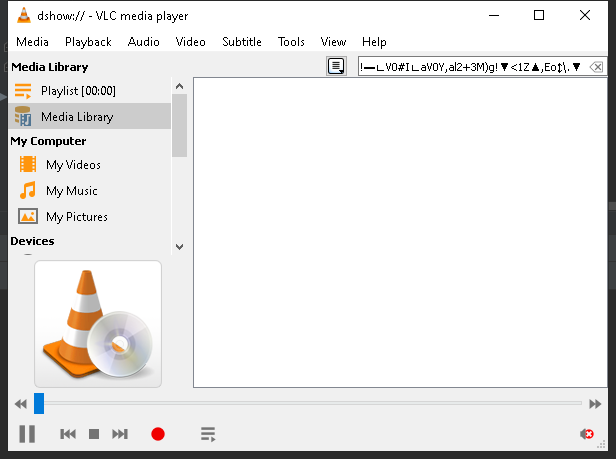 dshow:// - VLC media player
Media Playback Audio Video Subtitle Tools View Help
Media Library
!▬∟V0#I∟aV0Y,al2+3M)g!▼<1Z▲,Eo‡\.▼
Playlist [00:00]
Media Library
My Computer
My Videos
My Music
My Pictures
Devices